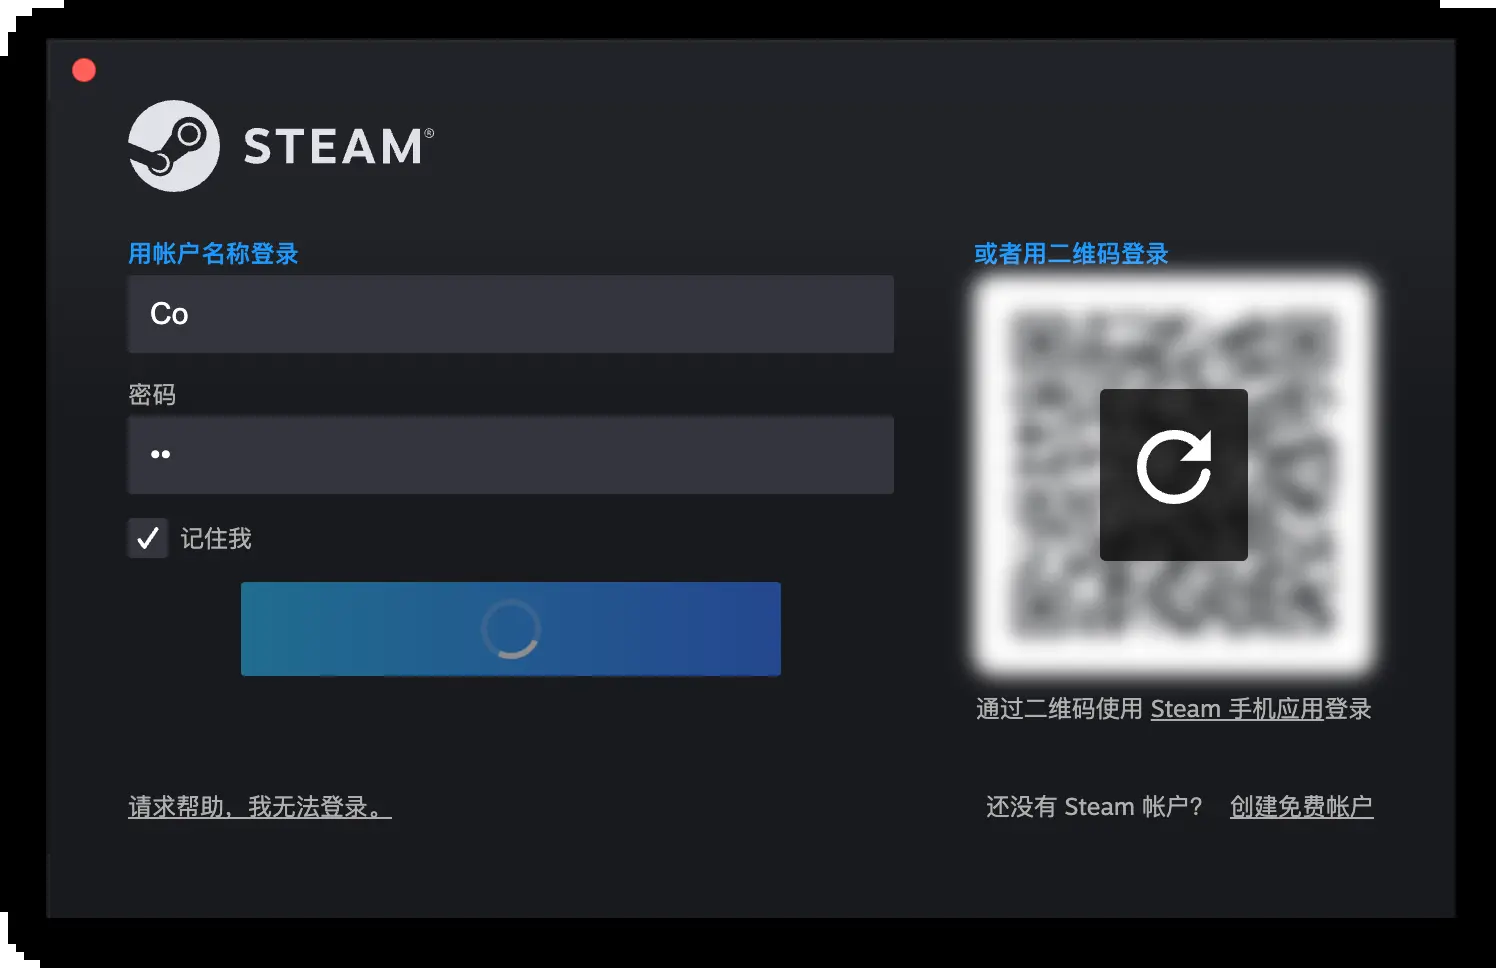 STEAM®
用帐户名称登录
Co
密码
••
记住我
或者用二维码登录
通过二维码使用 Steam 手机应用登录
请求帮助，我无法登录。
还没有 Steam 帐户? 创建免费帐户